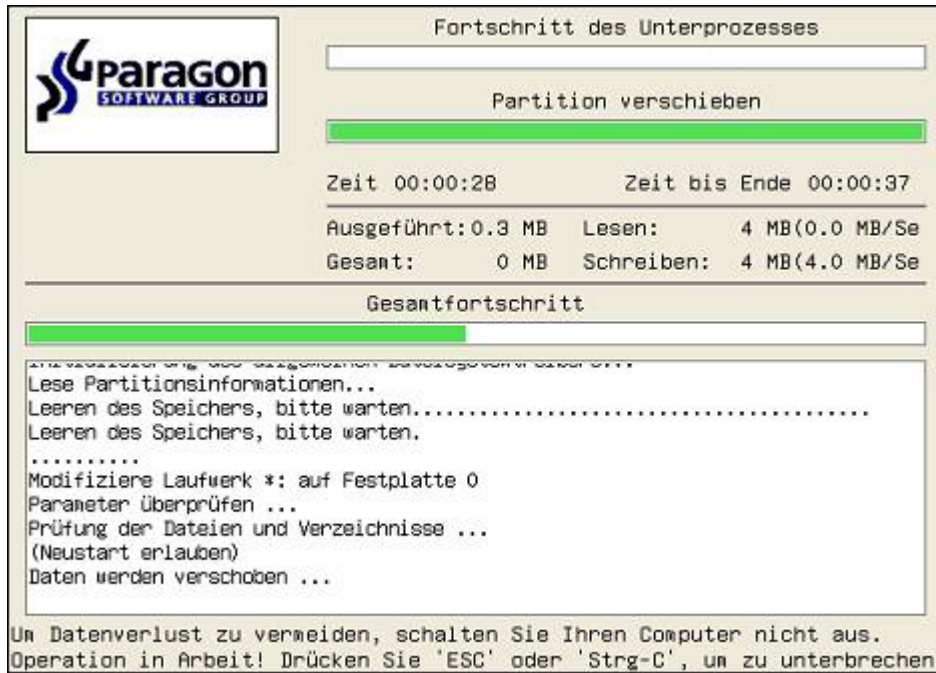 Paragon
SOFTWARE GROUP
Fortschritt des Unterprozesses
Partition verschieben
Zeit 00:00:28 Zeit bis Ende 00:00:37
Ausgeführt: 0.3 MB Lesen: 4 MB(0.0 MB/Se
Gesamt: 0 MB Schreiben: 4 MB(4.0 MB/Se
Gesamtfortschritt
Lese Partitionsinformationen...
Leeren des Speichers, bitte warten..........................................
Leeren des Speichers, bitte warten.
..........
Modifiziere Laufwerk *: auf Festplatte 0
Parameter überprüfen ...
Prüfung der Dateien und Verzeichnisse ...
(Neustart erlauben)
Daten werden verschoben ...
Um Datenverlust zu vermeiden, schalten Sie Ihren Computer nicht aus.
Operation in Arbeit! Drücken Sie 'ESC' oder 'Strg-C', um zu unterbrechen